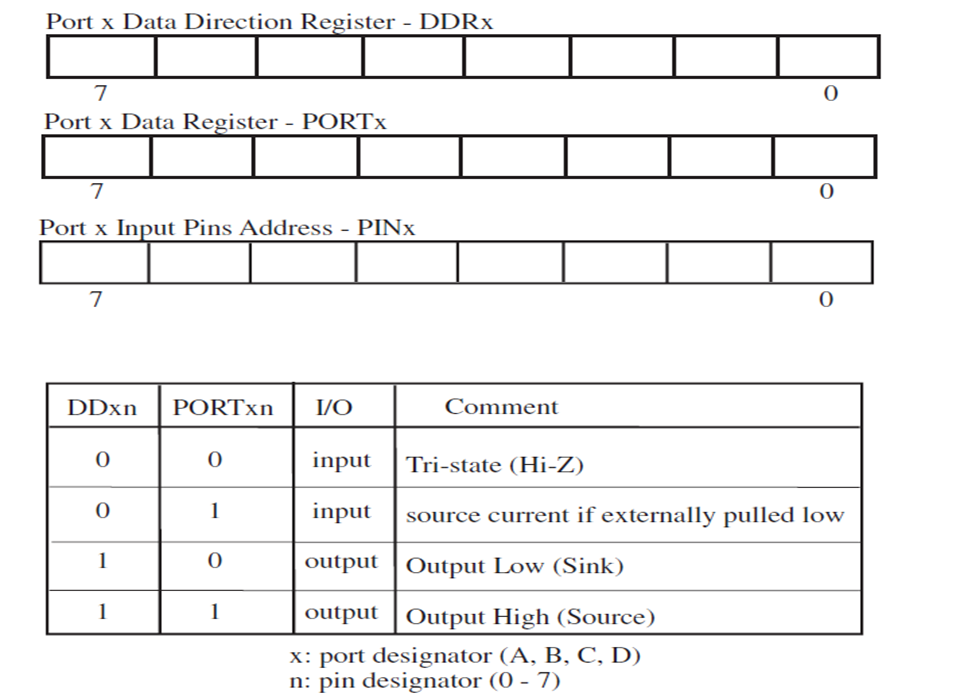 Port x Data Direction Register - DDRx
7 0
Port x Data Register - PORTx
7 0
Port x Input Pins Address - PINx
7 0
DDxn PORTxn I/O Comment
0 0 input Tri-state (Hi-Z)
0 1 input source current if externally pulled low
1 0 output Output Low (Sink)
1 1 output Output High (Source)
x: port designator (A, B, C, D)
n: pin designator (0 - 7)